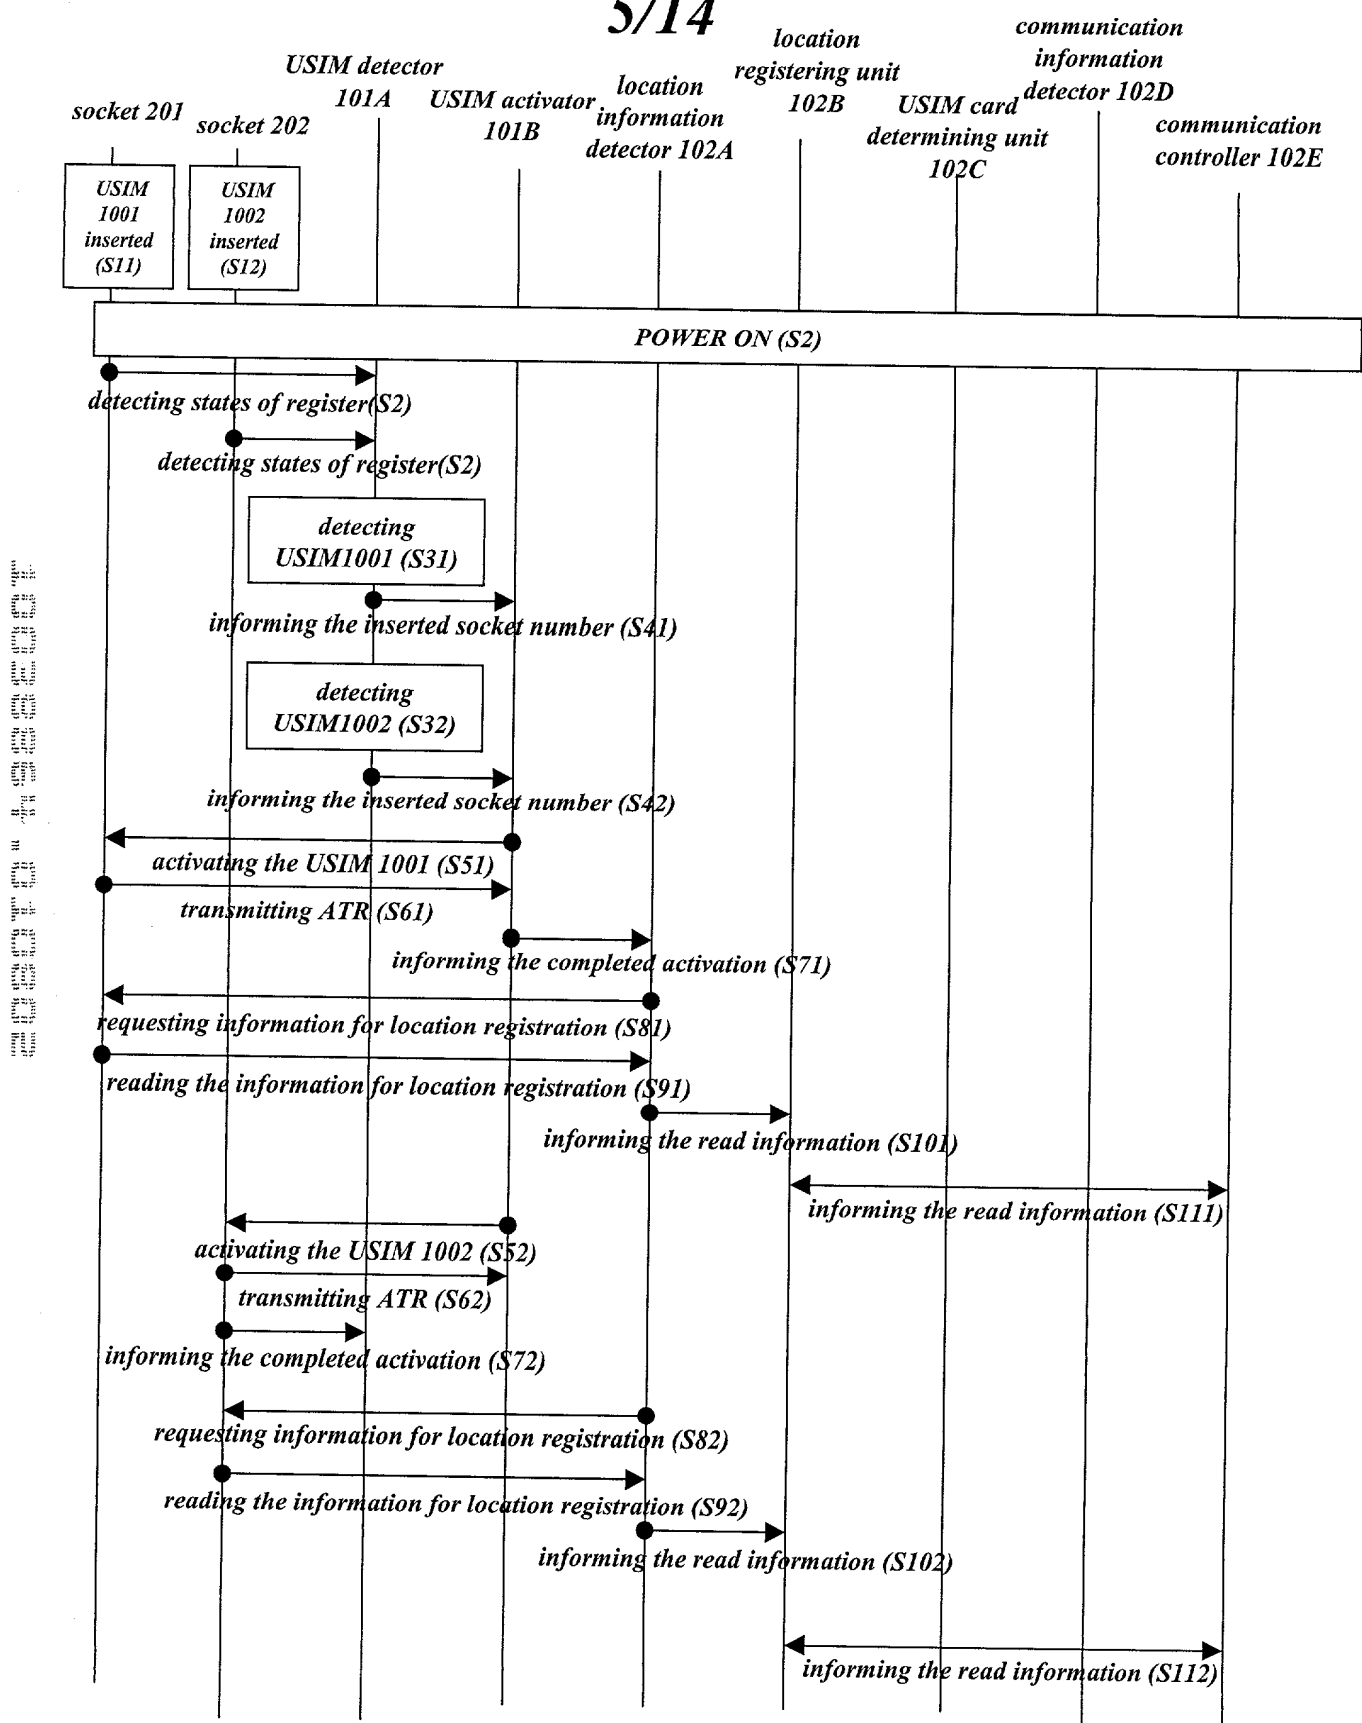 5/14
socket 201
socket 202
USIM detector
101A
USIM activator
101B
location
information
detector 102A
location
registering unit
102B
USIM card
determining unit
102C
communication
information
detector 102D
communication
controller 102E
USIM
1001
inserted
(S11)
USIM
1002
inserted
(S12)
POWER ON (S2)
detecting states of register(S2)
detecting states of register(S2)
detecting
USIM1001 (S31)
informing the inserted socket number (S41)
detecting
USIM1002 (S32)
informing the inserted socket number (S42)
activating the USIM 1001 (S51)
transmitting ATR (S61)
informing the completed activation (S71)
requesting information for location registration (S81)
reading the information for location registration (S91)
informing the read information (S101)
informing the read information (S111)
activating the USIM 1002 (S52)
transmitting ATR (S62)
informing the completed activation (S72)
requesting information for location registration (S82)
reading the information for location registration (S92)
informing the read information (S102)
informing the read information (S112)